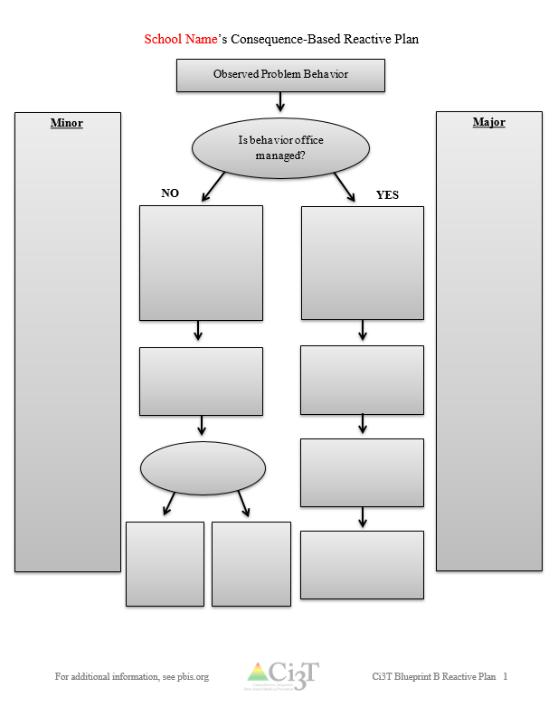 School Name's Consequence-Based Reactive Plan
Observed Problem Behavior
Minor
Is behavior office
managed?
Major
NO
YES
For additional information, see pbis.org
Ci3T
Ci3T Blueprint B Reactive Plan 1